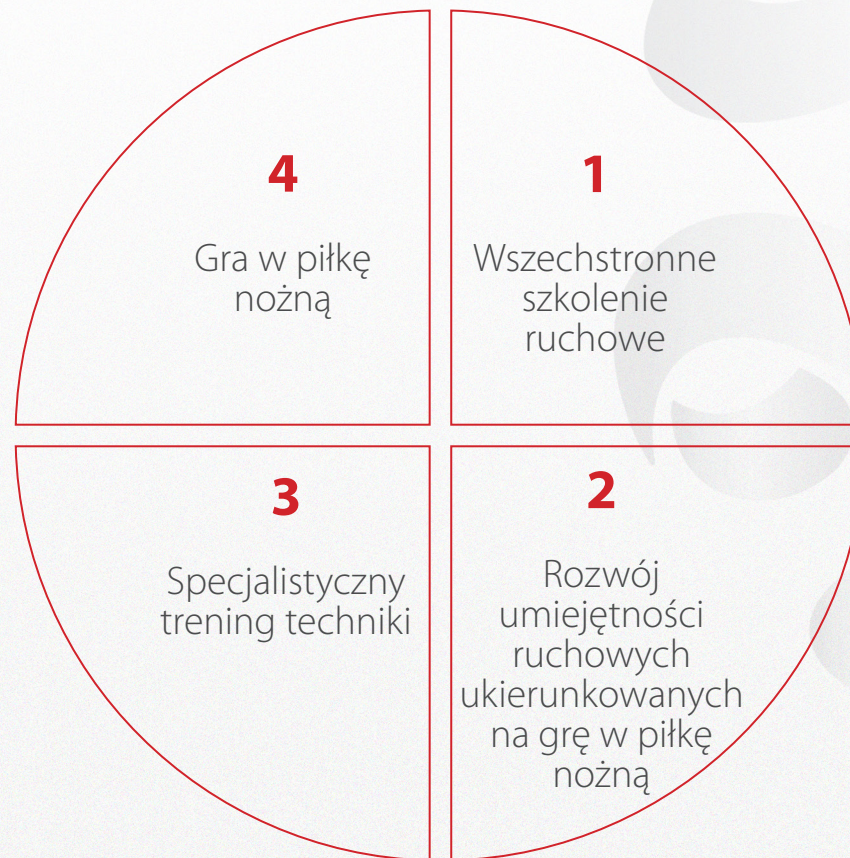 4
Gra w piłkę
nożną
1
Wszechstronne
szkolenie
ruchowe
3
Specjalistyczny
trening techniki
2
Rozwój
umiejętności
ruchowych
ukierunkowanych
na grę w piłkę
nożną